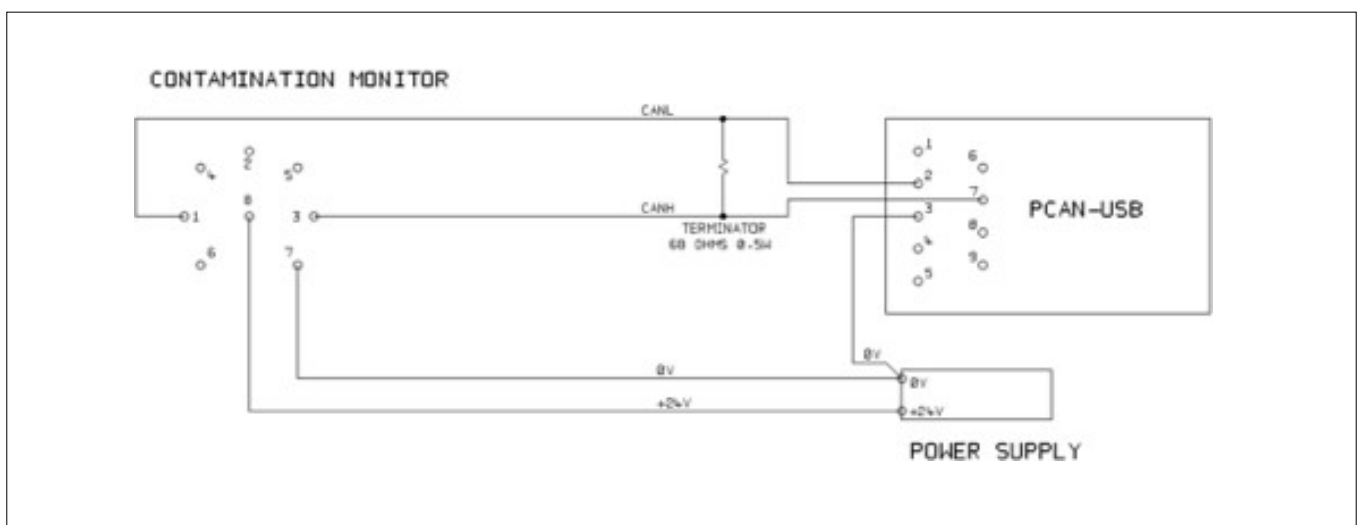 CONTAMINATION MONITOR
CANL
1
2
6
4
2
5
2
8
7
1
3
CANH
3
PCAN-USB
TERMINATOR
8
68 OHMS 0.5W
4
6
7
9
5
0V
0V
0V
+24V
+24V
POWER SUPPLY